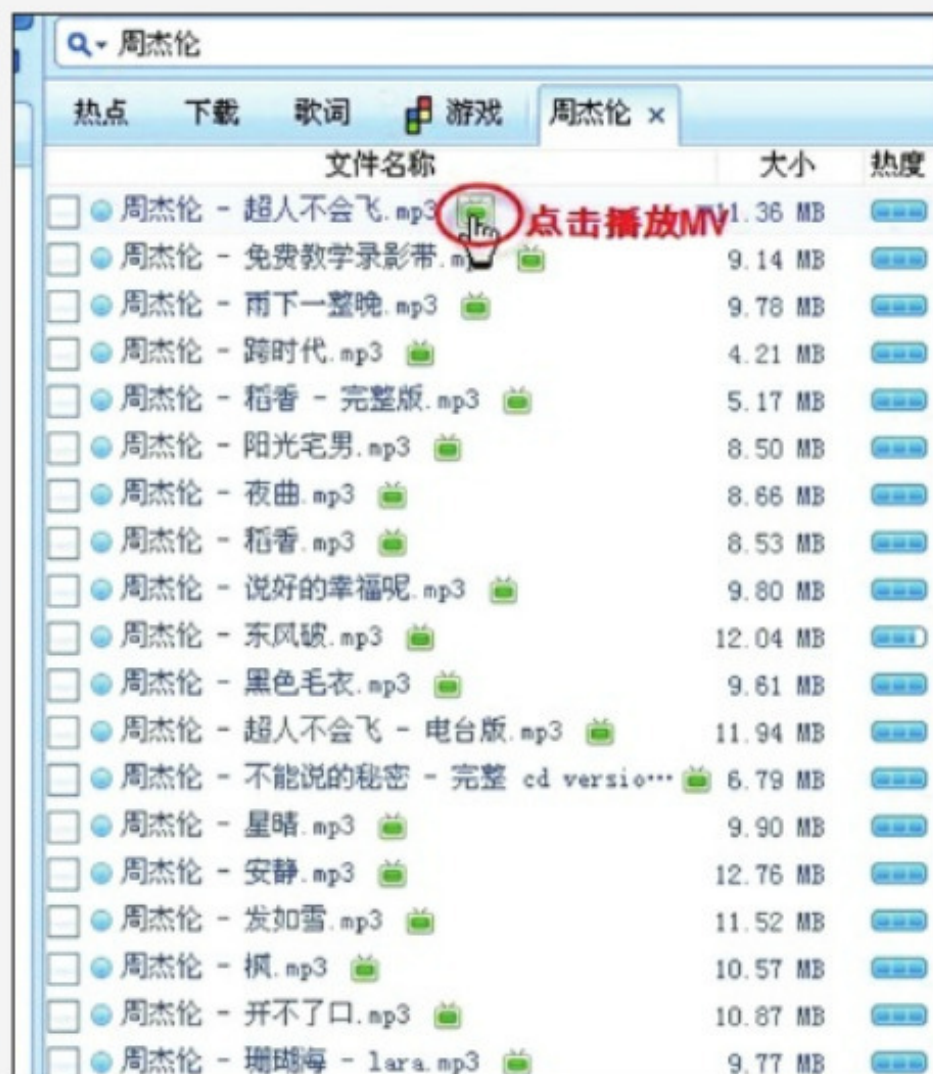 周杰伦
热点 下载 歌词 游戏 周杰伦 ×
文件名称 大小 热度
周杰伦 - 超人不会飞.mp3 点击播放MV 11.36 MB
周杰伦 - 免费教学录影带.mp 9.14 MB
周杰伦 - 雨下一整晚.mp3 9.78 MB
周杰伦 - 跨时代.mp3 4.21 MB
周杰伦 - 稻香 - 完整版.mp3 5.17 MB
周杰伦 - 阳光宅男.mp3 8.50 MB
周杰伦 - 夜曲.mp3 8.66 MB
周杰伦 - 稻香.mp3 8.53 MB
周杰伦 - 说好的幸福呢.mp3 9.80 MB
周杰伦 - 东风破.mp3 12.04 MB
周杰伦 - 黑色毛衣.mp3 9.61 MB
周杰伦 - 超人不会飞 - 电台版.mp3 11.94 MB
周杰伦 - 不能说的秘密 - 完整 cd versio… 6.79 MB
周杰伦 - 星晴.mp3 9.90 MB
周杰伦 - 安静.mp3 12.76 MB
周杰伦 - 发如雪.mp3 11.52 MB
周杰伦 - 枫.mp3 10.57 MB
周杰伦 - 开不了口.mp3 10.87 MB
周杰伦 - 珊瑚海 - lara.mp3 9.77 MB